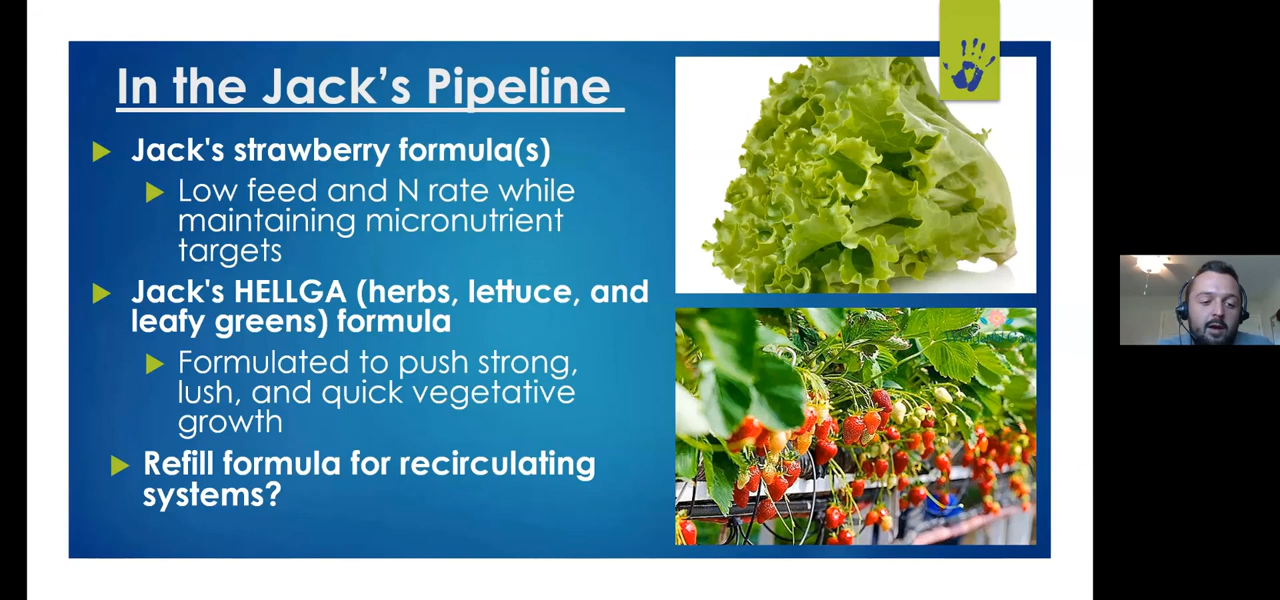 In the Jack's Pipeline
Jack's strawberry formula(s)
Low feed and N rate while
maintaining micronutrient
targets
Jack's HELLGA (herbs, lettuce, and
leafy greens) formula
Formulated to push strong,
lush, and quick vegetative
growth
Refill formula for recirculating
systems?